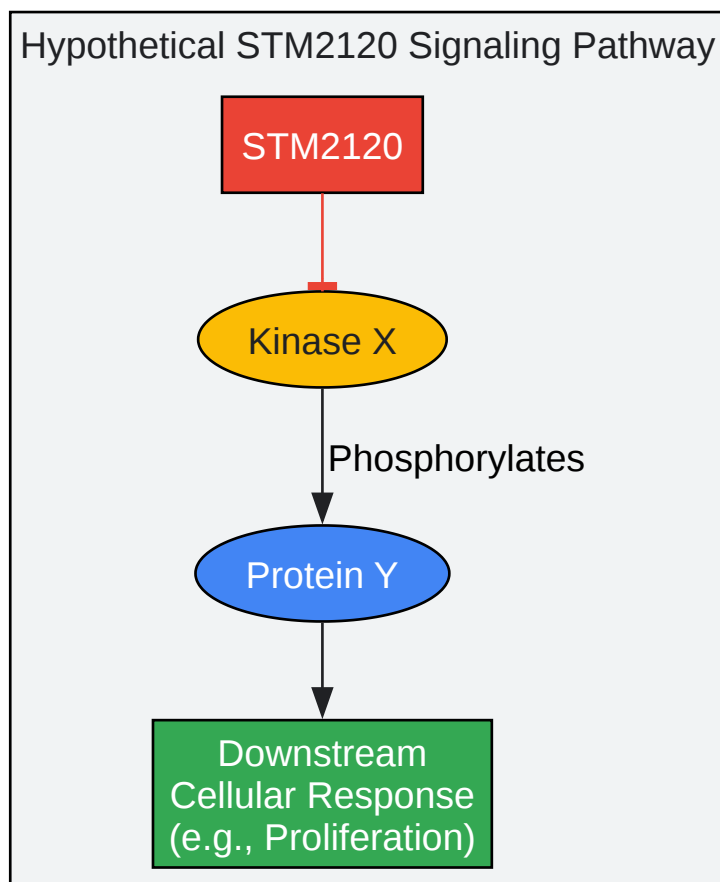 Hypothetical STM2120 Signaling Pathway
STM2120
Kinase X
Phosphorylates
Protein Y
Downstream
Cellular Response
(e.g., Proliferation)